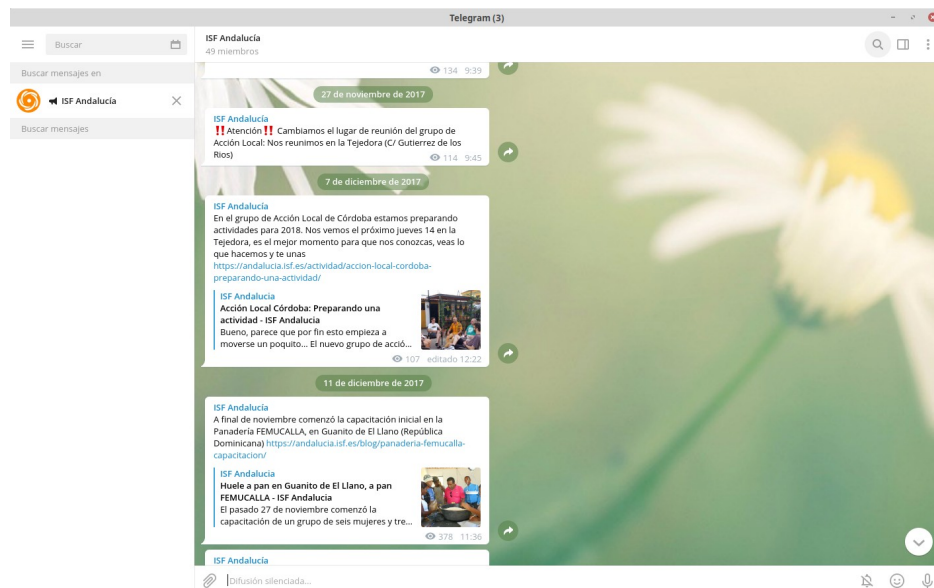 Telegram (3)
Buscar
ISF Andalucía
49 miembros
Buscar mensajes en
ISF Andalucía
Buscar mensajes
134 9:39
27 de noviembre de 2017
ISF Andalucía
‼Atención‼ Cambiamos el lugar de reunión del grupo de
Acción Local: Nos reunimos en la Tejedora (C/ Gutierrez de los
Rios)
114 9:45
7 de diciembre de 2017
ISF Andalucía
En el grupo de Acción Local de Córdoba estamos preparando
actividades para 2018. Nos vemos el próximo jueves 14 en la
Tejedora, es el mejor momento para que nos conozcas, veas lo
que hacemos y te unas
https://andalucia.isf.es/actividad/accion-local-cordoba-
preparando-una-actividad/
ISF Andalucia
Acción Local Córdoba: Preparando una
actividad - ISF Andalucia
Bueno, parece que por fin esto empieza a
moverse un poquito... El nuevo grupo de acció...
107 editado 12:22
11 de diciembre de 2017
ISF Andalucía
A final de noviembre comenzó la capacitación inicial en la
Panadería FEMUCALLA, en Guanito de El Llano (República
Dominicana) https://andalucia.isf.es/blog/panaderia-femucalla-
capacitacion/
ISF Andalucia
Huele a pan en Guanito de El Llano, a pan
FEMUCALLA - ISF Andalucia
El pasado 27 de noviembre comenzó la
capacitación de un grupo de seis mujeres y tre...
378 11:36
ISF Andalucía
Difusión silenciada...